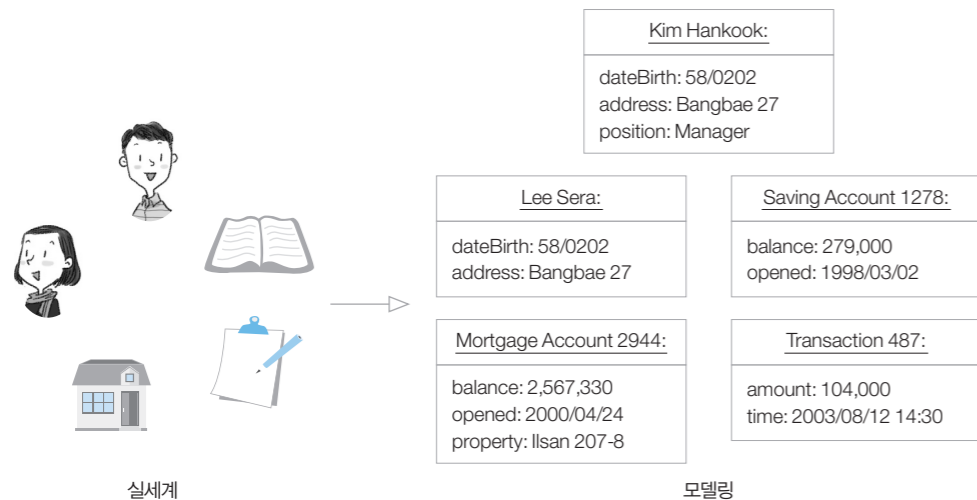 Kim Hankook:
dateBirth: 58/0202
address: Bangbae 27
position: Manager
Lee Sera:
dateBirth: 58/0202
address: Bangbae 27
Saving Account 1278:
balance: 279,000
opened: 1998/03/02
Mortgage Account 2944:
balance: 2,567,330
opened: 2000/04/24
property: Ilsan 207-8
Transaction 487:
amount: 104,000
time: 2003/08/12 14:30
실세계
모델링